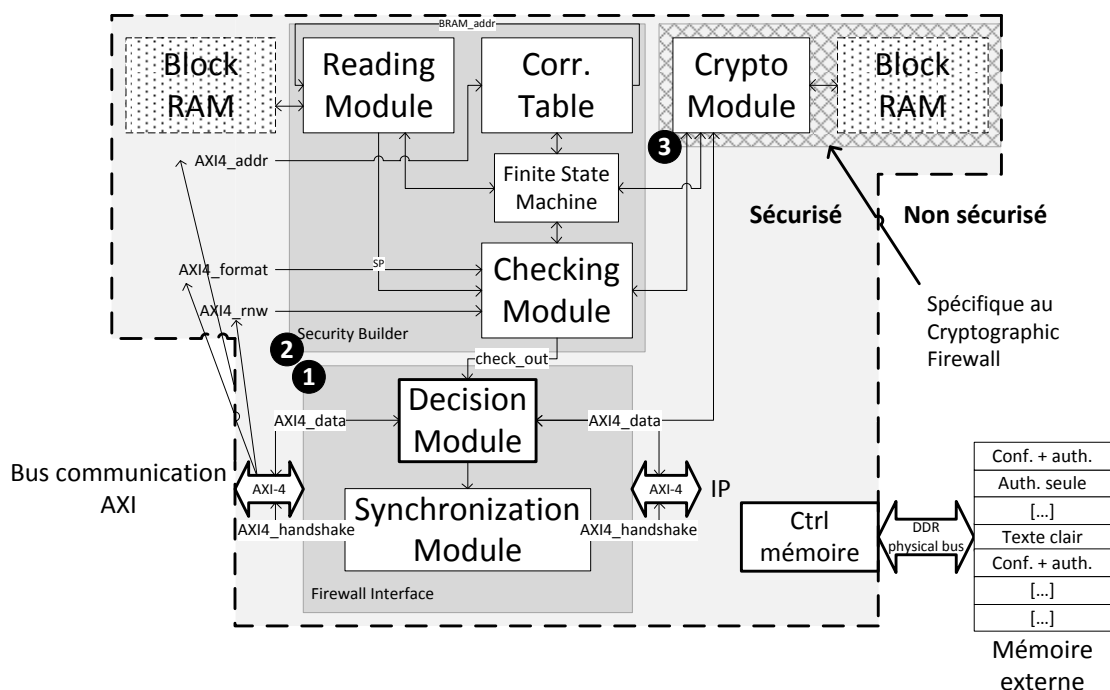 BRAM_addr
Block
RAM
Reading
Module
Corr.
Table
Crypto
Module
Block
RAM
3
AXI4_addr
Finite State
Machine
Sécurisé
Non sécurisé
AXI4_format
SP
Checking
Module
AXI4_rnw
Security Builder
Spécifique au
Cryptographic
Firewall
2
1
check_out
Decision
Module
AXI4_data
AXI4_data
Bus communication
AXI
AXI-4
AXI-4
IP
AXI4_handshake
Synchronization
Module
AXI4_handshake
Firewall Interface
Ctrl
mémoire
DDR
physical bus
Conf. + auth.
Auth. seule
[...]
Texte clair
Conf. + auth.
[...]
[...]
Mémoire
externe